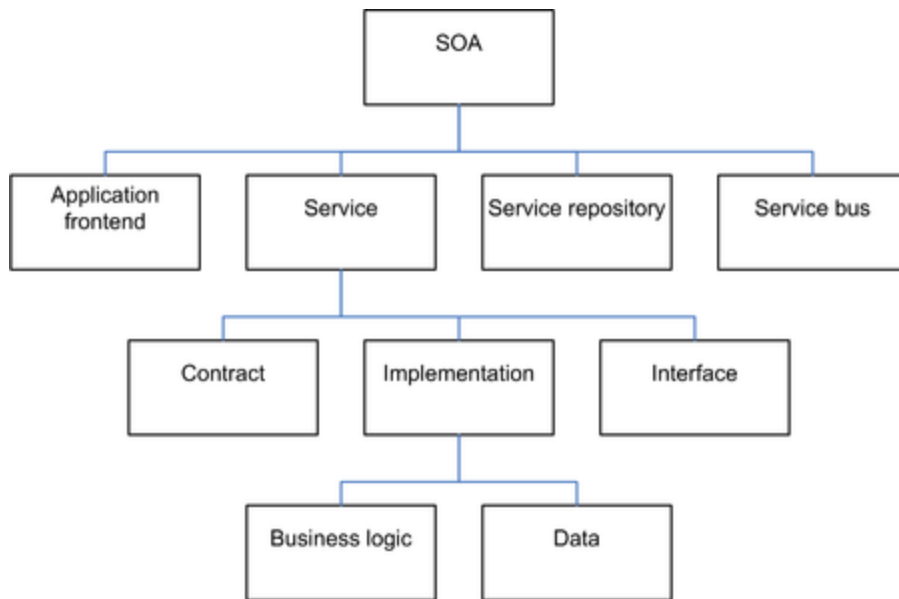 SOA
Application
frontend
Service
Service repository
Service bus
Contract
Implementation
Interface
Business logic
Data